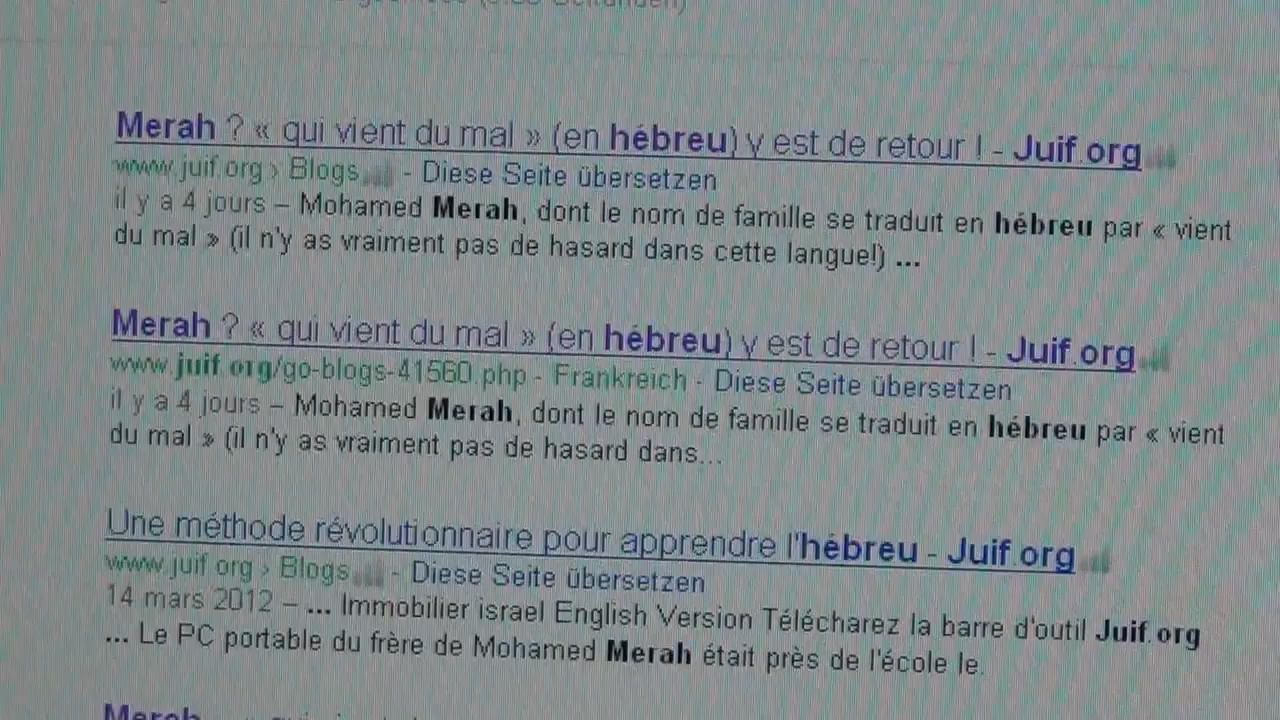 Merah ? « qui vient du mal » (en hébreu) y est de retour ! - Juif.org
www.juif.org › Blogs - Diese Seite übersetzen
il y a 4 jours – Mohamed Merah, dont le nom de famille se traduit en hébreu par « vient
du mal » (il n'y as vraiment pas de hasard dans cette langue!) ...
Merah ? « qui vient du mal » (en hébreu) y est de retour ! - Juif.org
www.juif.org/go-blogs-41560.php - Frankreich - Diese Seite übersetzen
il y a 4 jours – Mohamed Merah, dont le nom de famille se traduit en hébreu par « vient
du mal » (il n'y as vraiment pas de hasard dans...
Une méthode révolutionnaire pour apprendre l'hébreu - Juif.org
www.juif.org › Blogs - Diese Seite übersetzen
14 mars 2012 – ... Immobilier israel English Version Télécharez la barre d'outil Juif.org
... Le PC portable du frère de Mohamed Merah était près de l'école le.
Merah